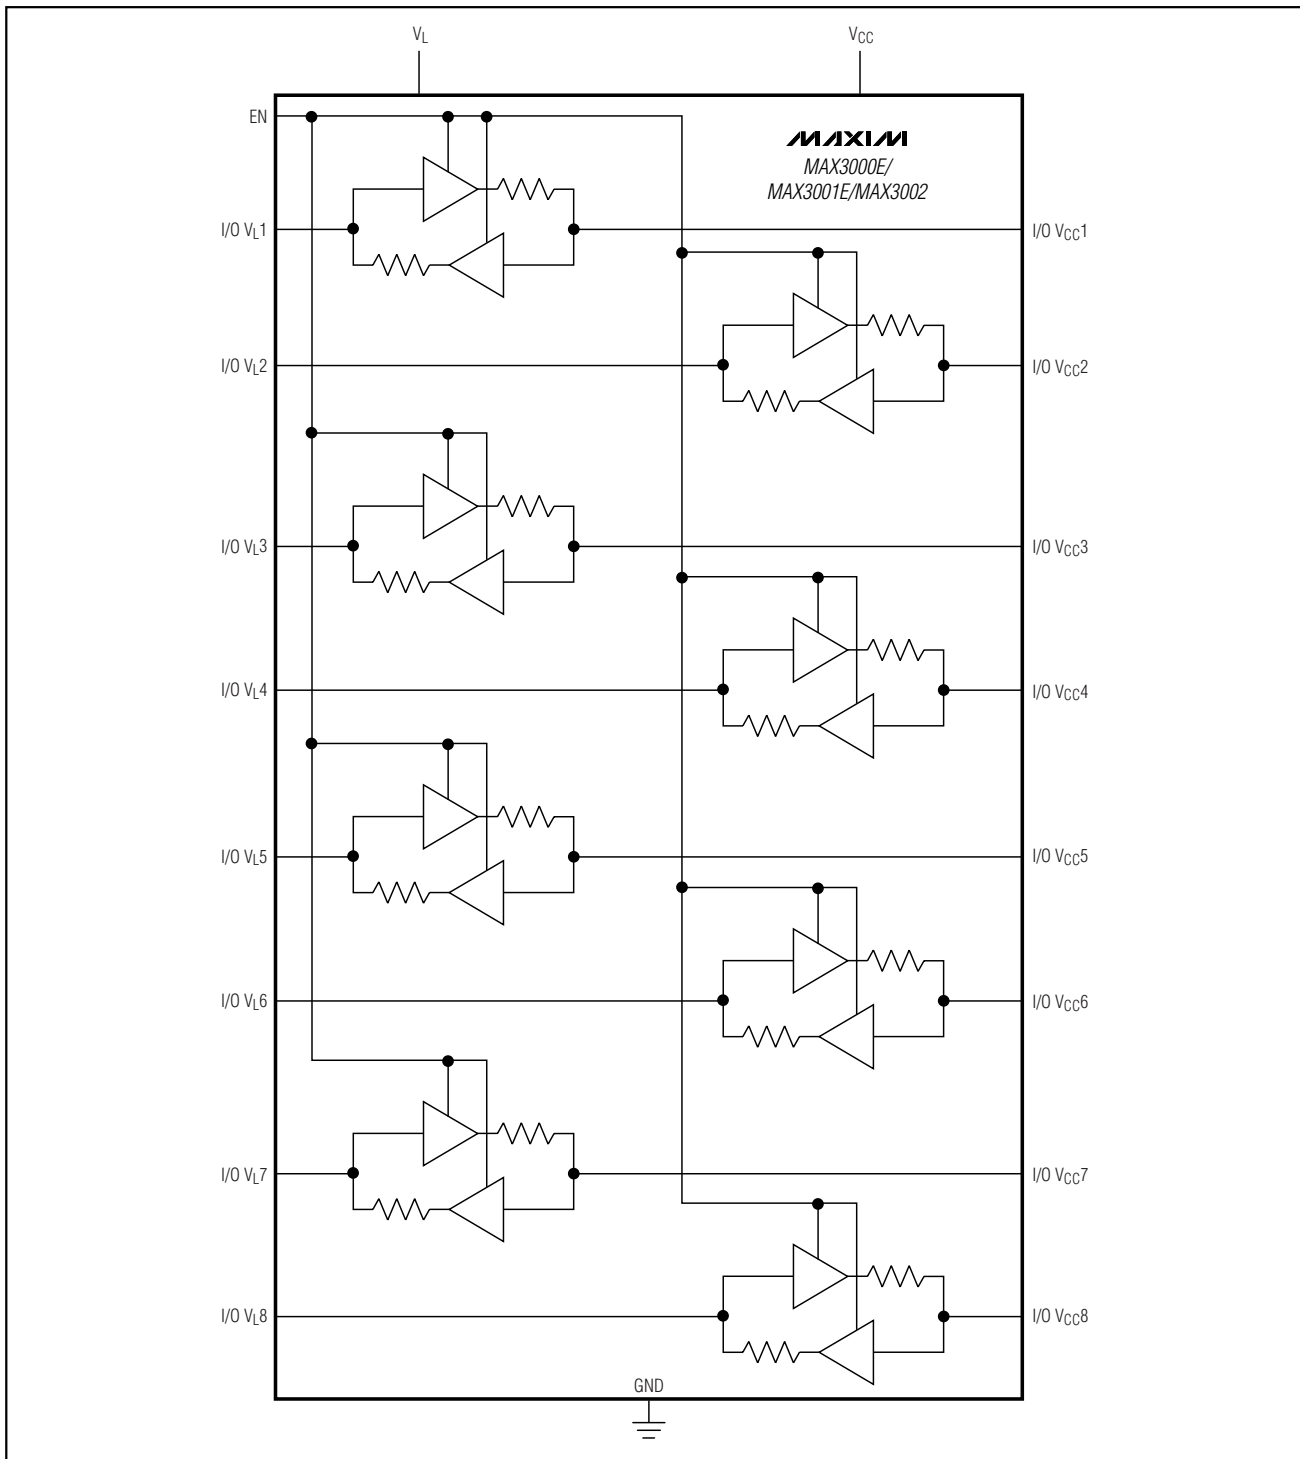 VL
VCC
EN
MAXIM
MAX3000E/
MAX3001E/MAX3002
I/O VL1
I/O VCC1
I/O VL2
I/O VCC2
I/O VL3
I/O VCC3
I/O VL4
I/O VCC4
I/O VL5
I/O VCC5
I/O VL6
I/O VCC6
I/O VL7
I/O VCC7
I/O VL8
I/O VCC8
GND